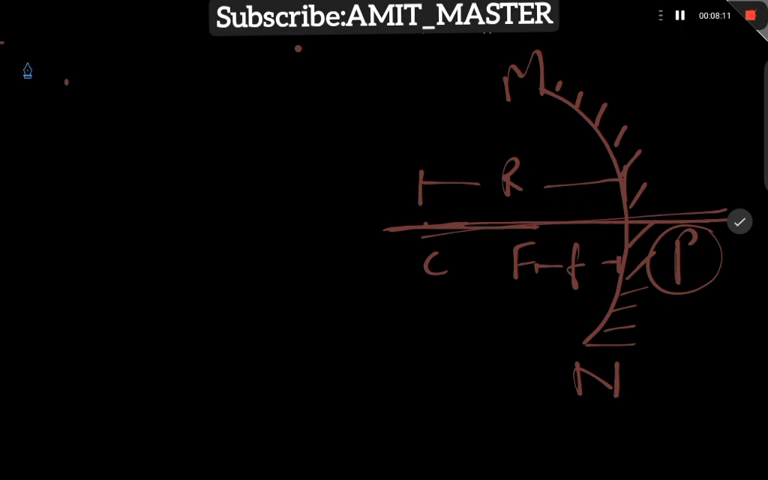 Subscribe:AMIT_MASTER
00:08:11
M
R
C F f P
N